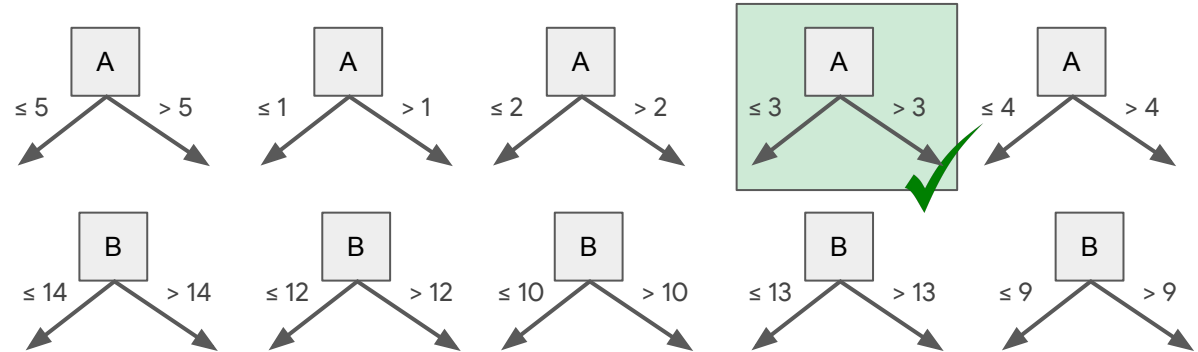 A A A A A
≤ 5 > 5 ≤ 1 > 1 ≤ 2 > 2 ≤ 3 > 3 ≤ 4 > 4
B B B B B
≤ 14 > 14 ≤ 12 > 12 ≤ 10 > 10 ≤ 13 > 13 ≤ 9 > 9